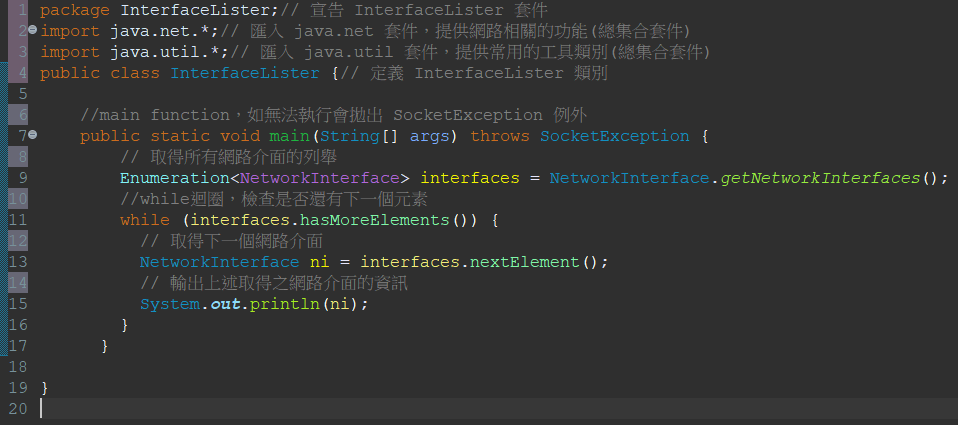 1 package InterfaceLister;// 宣告 InterfaceLister 套件
2 import java.net.*;// 匯入 java.net 套件，提供網路相關的功能(總集合套件)
3 import java.util.*;// 匯入 java.util 套件，提供常用的工具類別(總集合套件)
4 public class InterfaceLister {// 定義 InterfaceLister 類別
5
6 //main function，如無法執行會拋出 SocketException 例外
7 public static void main(String[] args) throws SocketException {
8 // 取得所有網路介面的列舉
9 Enumeration<NetworkInterface> interfaces = NetworkInterface.getNetworkInterfaces();
10 //while迴圈，檢查是否還有下一個元素
11 while (interfaces.hasMoreElements()) {
12 // 取得下一個網路介面
13 NetworkInterface ni = interfaces.nextElement();
14 // 輸出上述取得之網路介面的資訊
15 System.out.println(ni);
16 }
17 }
18
19 }
20